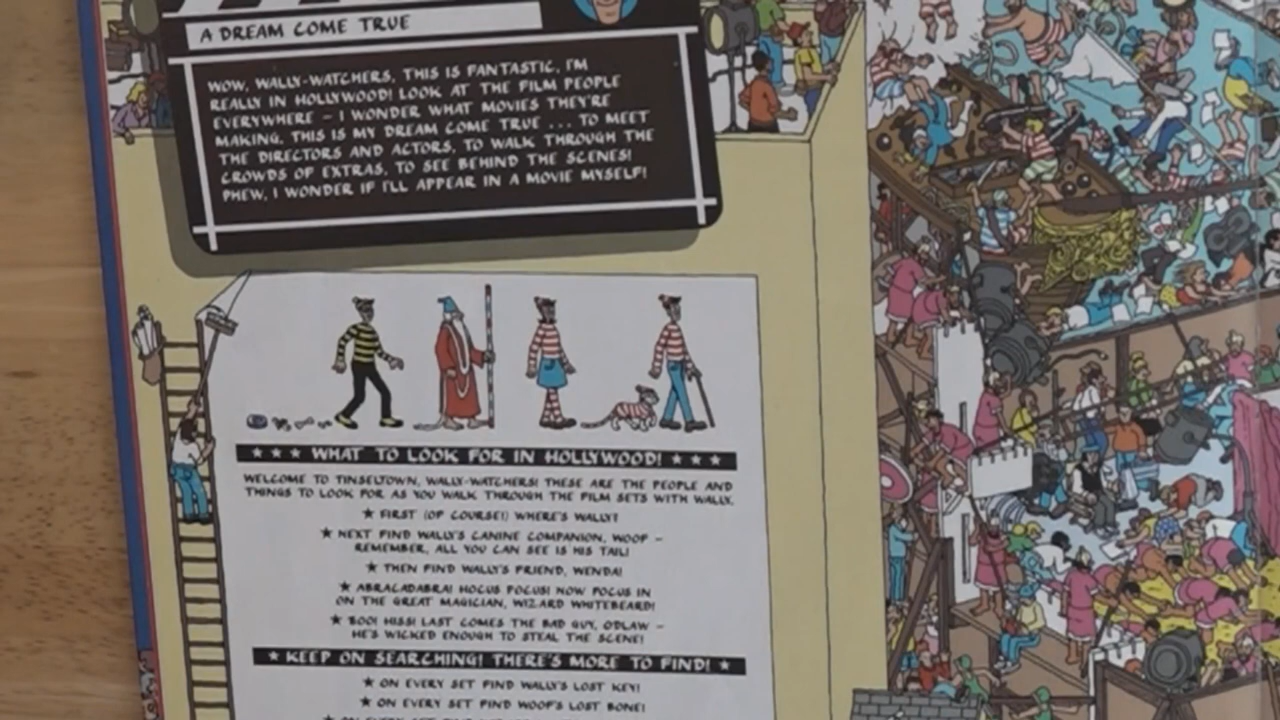 A DREAM COME TRUE
WOW, WALLY-WATCHERS, THIS IS FANTASTIC, I'M
REALLY IN HOLLYWOOD! LOOK AT THE FILM PEOPLE
EVERYWHERE – I WONDER WHAT MOVIES THEY'RE
MAKING. THIS IS MY DREAM COME TRUE ... TO MEET
THE DIRECTORS AND ACTORS, TO WALK THROUGH THE
CROWDS OF EXTRAS, TO SEE BEHIND THE SCENES!
PHEW, I WONDER IF I'LL APPEAR IN A MOVIE MYSELF!
★ ★ ★ WHAT TO LOOK FOR IN HOLLYWOOD! ★ ★ ★
WELCOME TO TINSELTOWN, WALLY-WATCHERS! THESE ARE THE PEOPLE AND
THINGS TO LOOK FOR AS YOU WALK THROUGH THE FILM SETS WITH WALLY.
★ FIRST (OF COURSE!) WHERE'S WALLY?
★ NEXT FIND WALLY'S CANINE COMPANION, WOOF –
REMEMBER, ALL YOU CAN SEE IS HIS TAIL!
★ THEN FIND WALLY'S FRIEND, WENDA!
★ ABRACADABRA! HOCUS POCUS! NOW FOCUS IN
ON THE GREAT MAGICIAN, WIZARD WHITEBEARD!
★ BOO! HISS! LAST COMES THE BAD GUY, ODLAW –
HE'S WICKED ENOUGH TO STEAL THE SCENE!
★ KEEP ON SEARCHING! THERE'S MORE TO FIND! ★
★ ON EVERY SET FIND WALLY'S LOST KEY!
★ ON EVERY SET FIND WOOF'S LOST BONE!